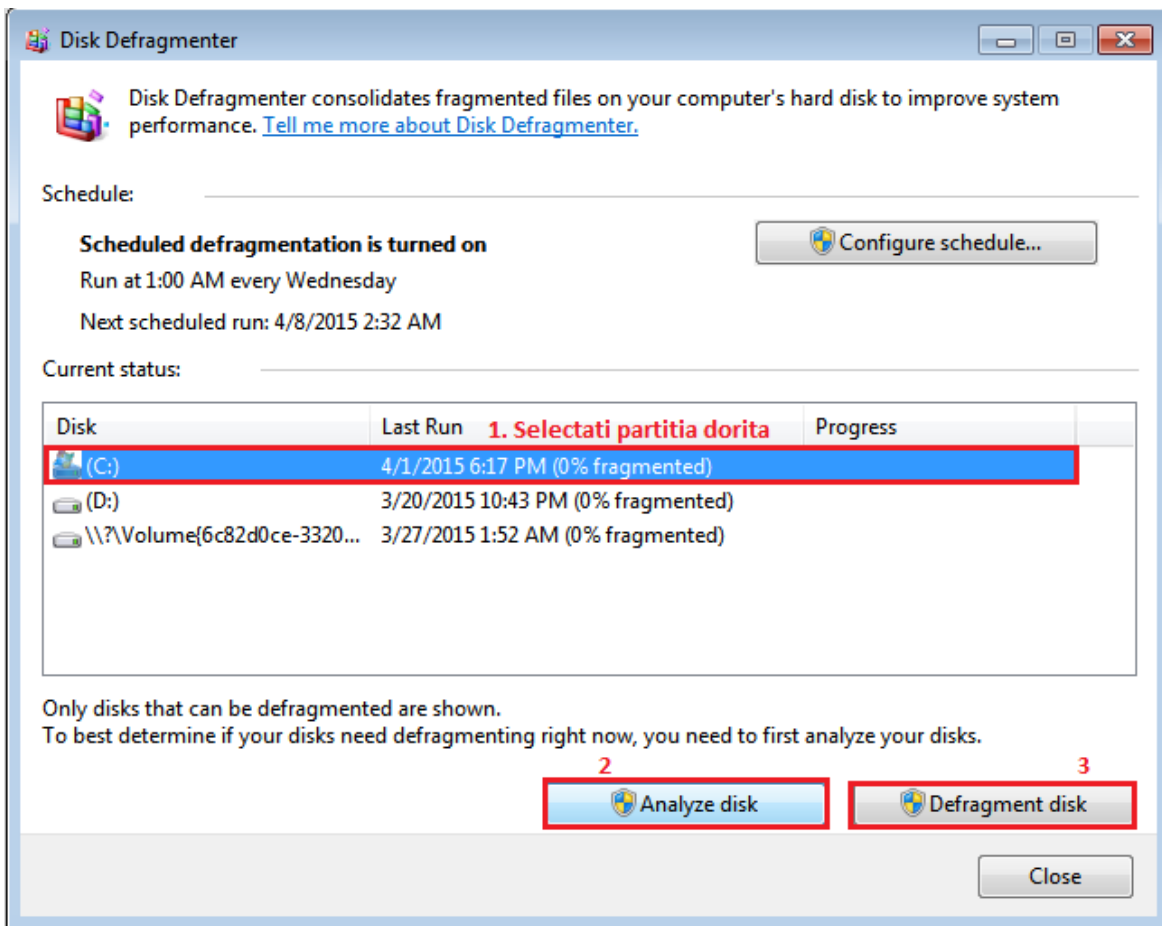 Disk Defragmenter
Disk Defragmenter consolidates fragmented files on your computer's hard disk to improve system
performance. Tell me more about Disk Defragmenter.
Schedule:
Scheduled defragmentation is turned on
Configure schedule...
Run at 1:00 AM every Wednesday
Next scheduled run: 4/8/2015 2:32 AM
Current status:
Disk Last Run 1. Selectati partitia dorita Progress
(C:) 4/1/2015 6:17 PM (0% fragmented)
(D:) 3/20/2015 10:43 PM (0% fragmented)
\\?\Volume{6c82d0ce-3320... 3/27/2015 1:52 AM (0% fragmented)
Only disks that can be defragmented are shown.
To best determine if your disks need defragmenting right now, you need to first analyze your disks.
2 3
Analyze disk Defragment disk
Close